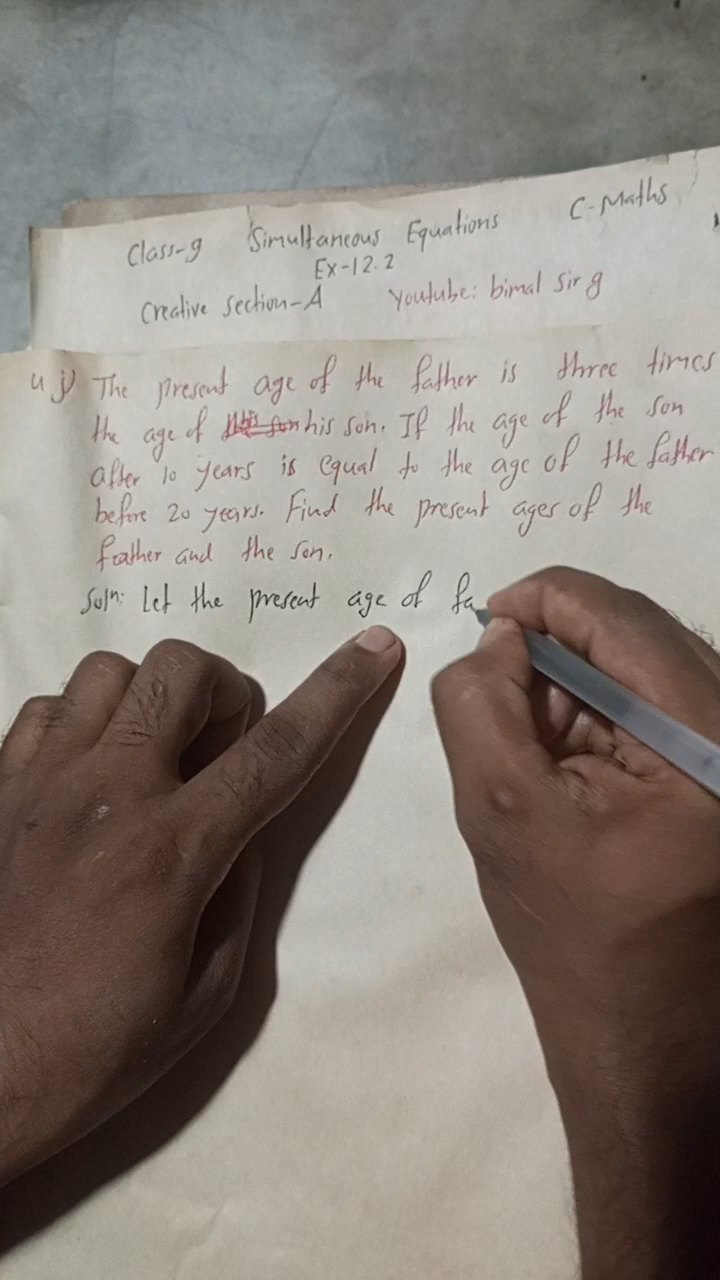 Class-9 Simultaneous Equations C-Maths
Ex-12.2
Creative Section-A Youtube: bimal sir g
4 j) The present age of the father is three times
the age of his son. If the age of the son
after 10 years is equal to the age of the father
before 20 years. Find the present ages of the
father and the son.
Solⁿ: Let the present age of fa